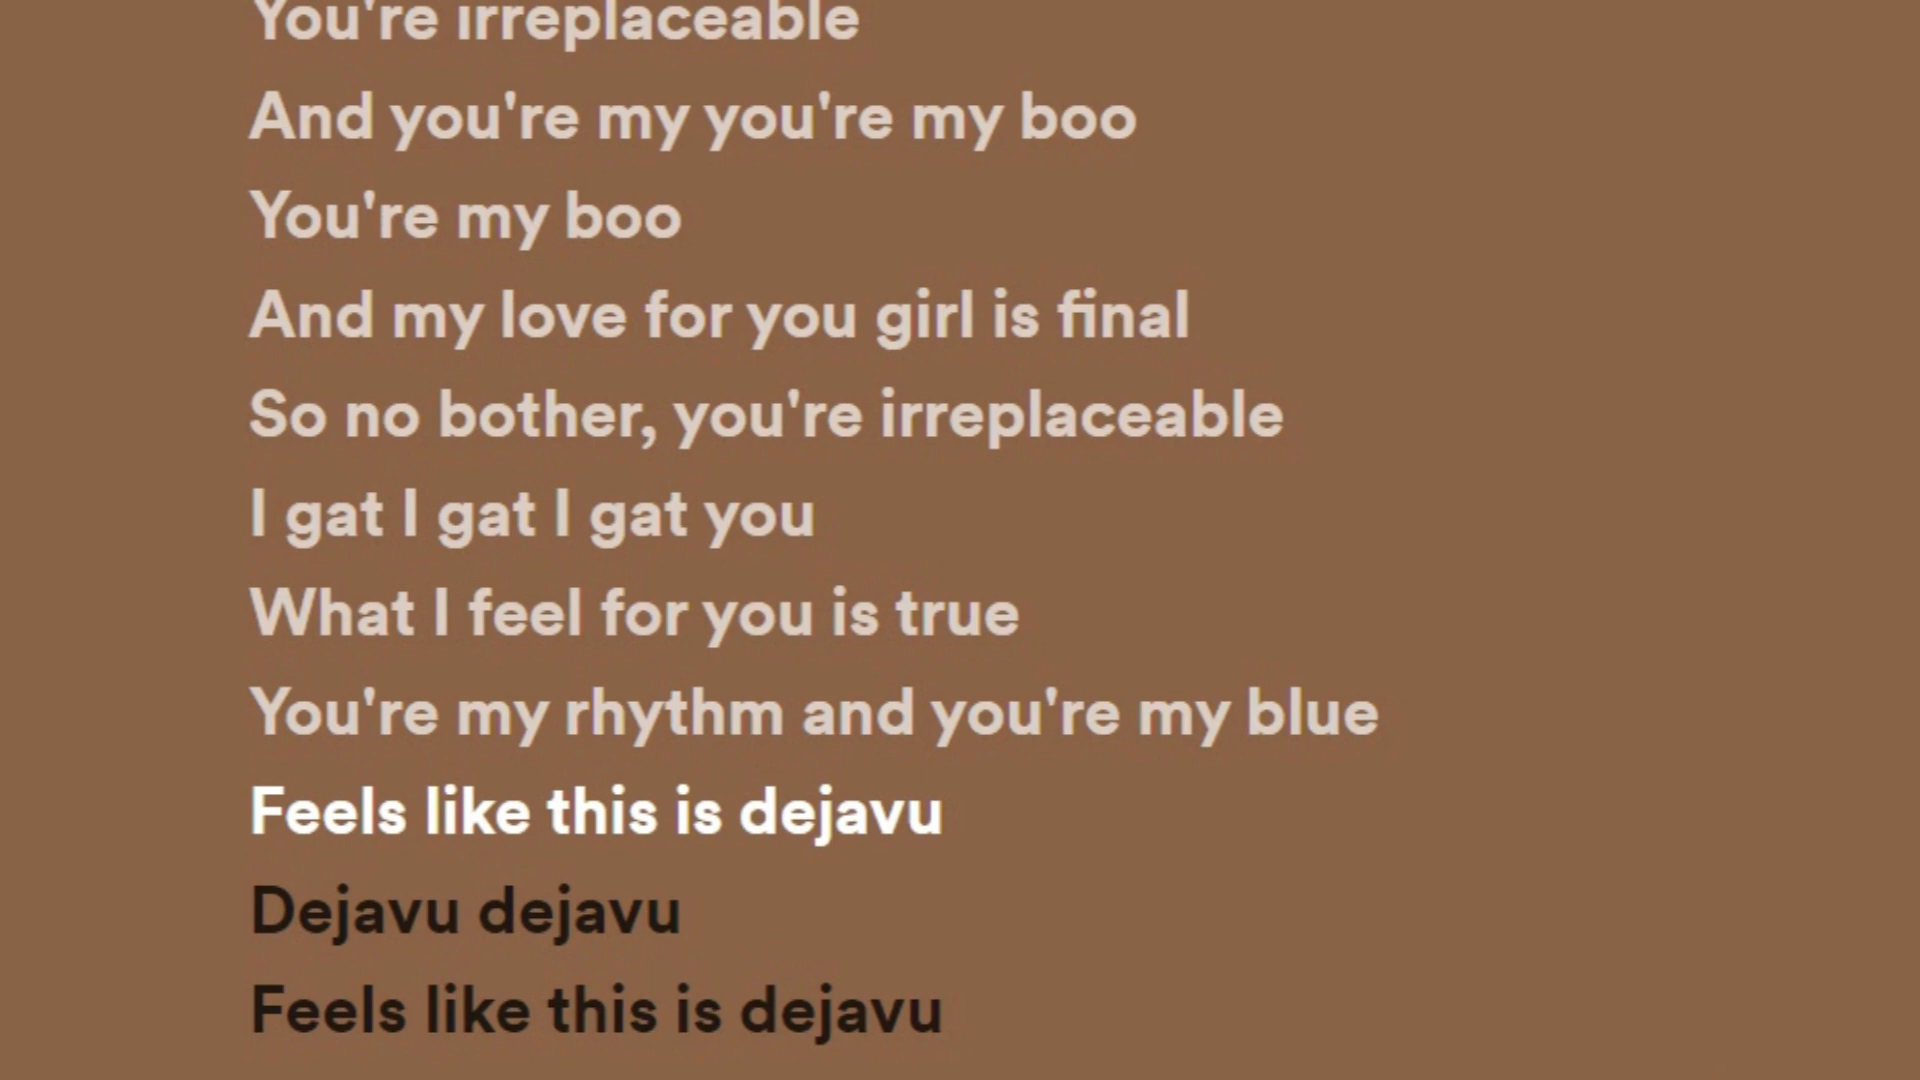 You're irreplaceable
And you're my you're my boo
You're my boo
And my love for you girl is final
So no bother, you're irreplaceable
I gat I gat I gat you
What I feel for you is true
You're my rhythm and you're my blue
Feels like this is dejavu
Dejavu dejavu
Feels like this is dejavu